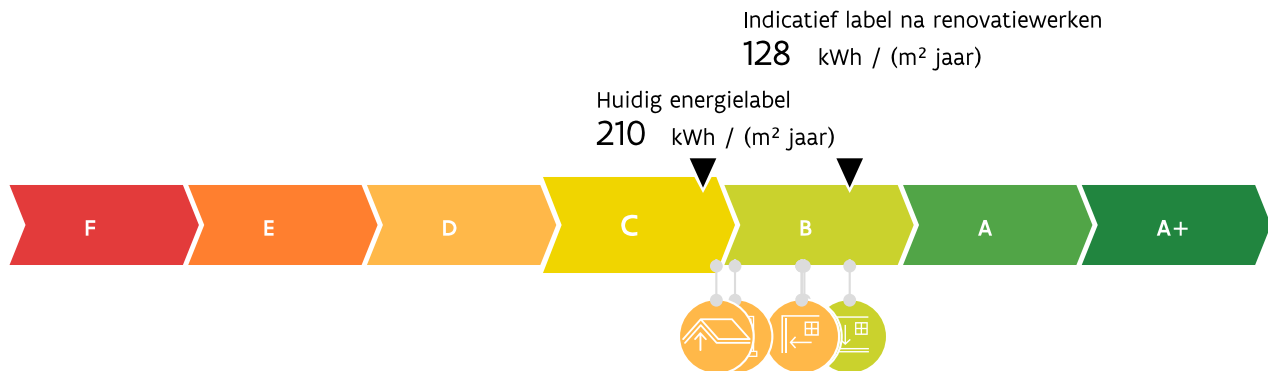 Indicatief label na renovatiewerken
128 kWh / (m² jaar)
Huidig energielabel
210 kWh / (m² jaar)
F E D C B A A+